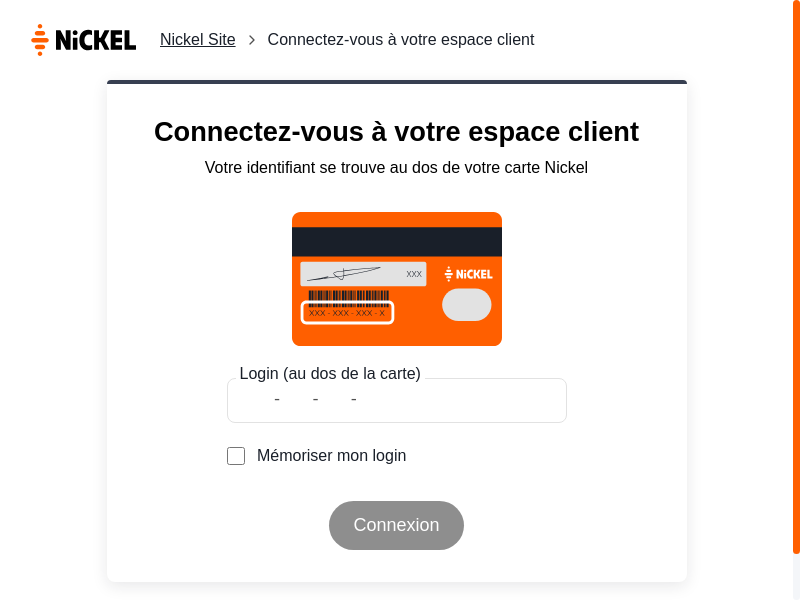 NiCKEL Nickel Site Connectez-vous à votre espace client
Connectez-vous à votre espace client
Votre identifiant se trouve au dos de votre carte Nickel
XXX NiCKEL
XXX - XXX - XXX - X
Login (au dos de la carte)
- - -
Mémoriser mon login
Connexion